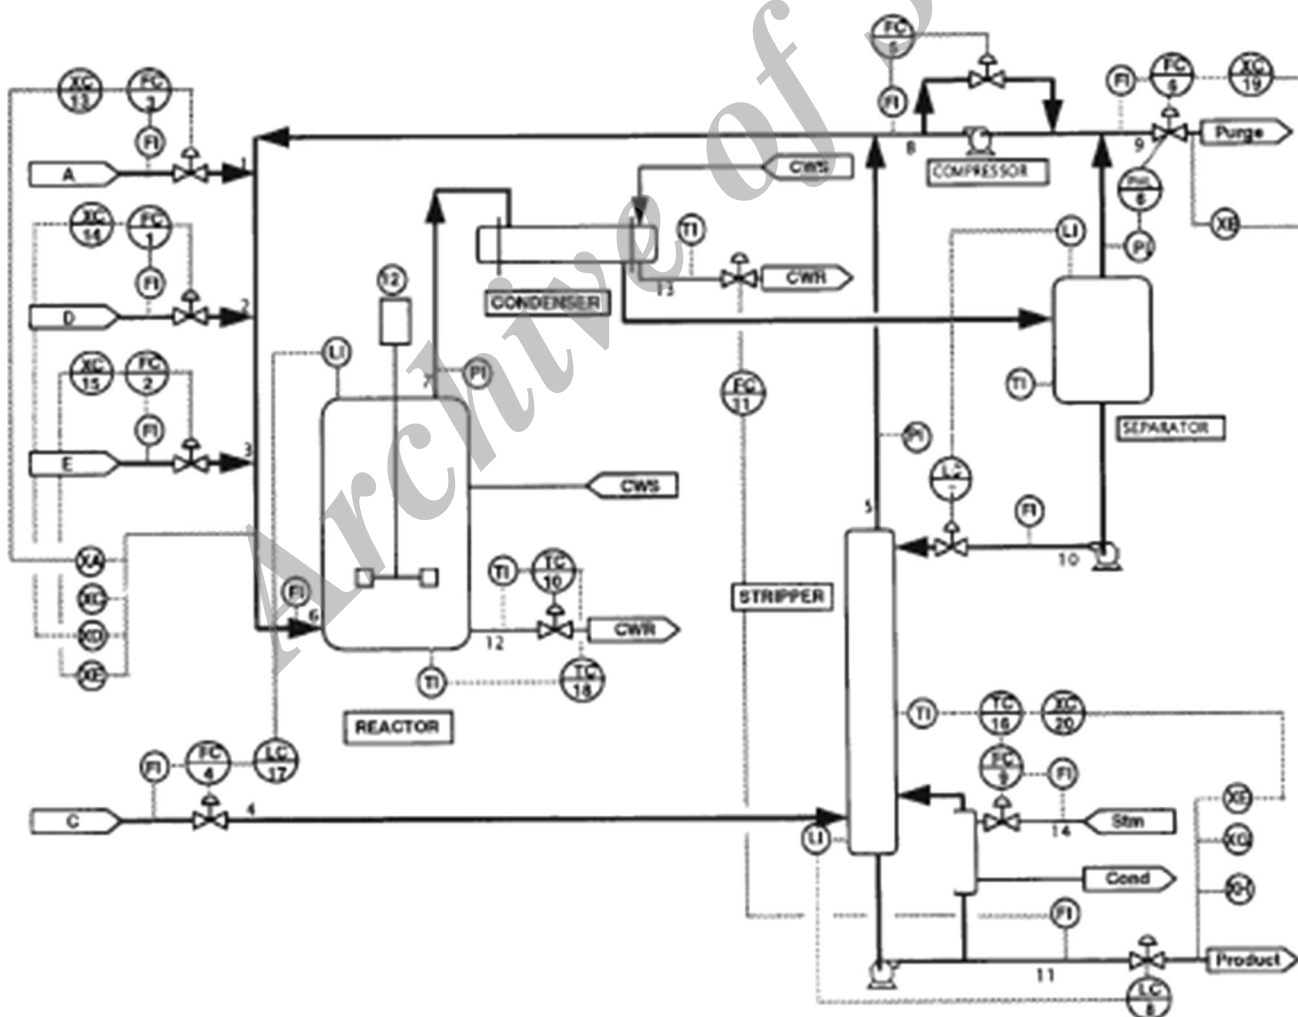 FC
5
XC
13
FC
3
FI
FI
FI
FC
6
XC
19
A
1
8
COMPRESSOR
9
Purge
CWS
XC
14
FC
1
FI
D
2
TI
13
CWR
CONDENSER
12
LI
PI
XE
LI
XC
15
FC
2
FI
E
3
LI
7
PI
FC
11
TI
SEPARATOR
PI
LC
CWS
5
FI
10
XA
XC
XD
XE
FI
6
TI
TC
10
12
CWR
STRIPPER
TI
TC
18
REACTOR
TI
TC
16
XC
20
FI
FC
4
LC
17
FC
9
FI
C
4
14
Stm
XE
LI
XG
Cond
XH
FI
11
Product
LC
8
Archive of S